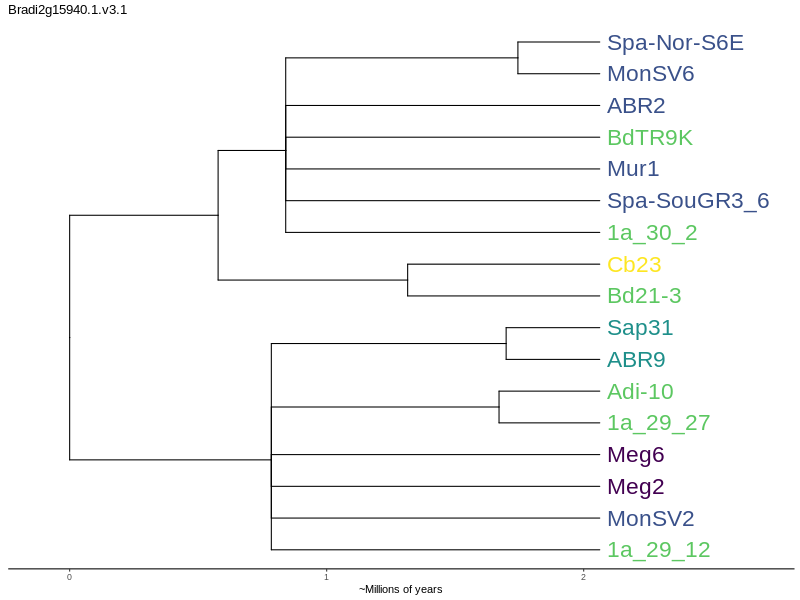 Bradi2g15940.1.v3.1
Spa-Nor-S6E
MonSV6
ABR2
BdTR9K
Mur1
Spa-SouGR3_6
1a_30_2
Cb23
Bd21-3
Sap31
ABR9
Adi-10
1a_29_27
Meg6
Meg2
MonSV2
1a_29_12
0 1 2
~Millions of years